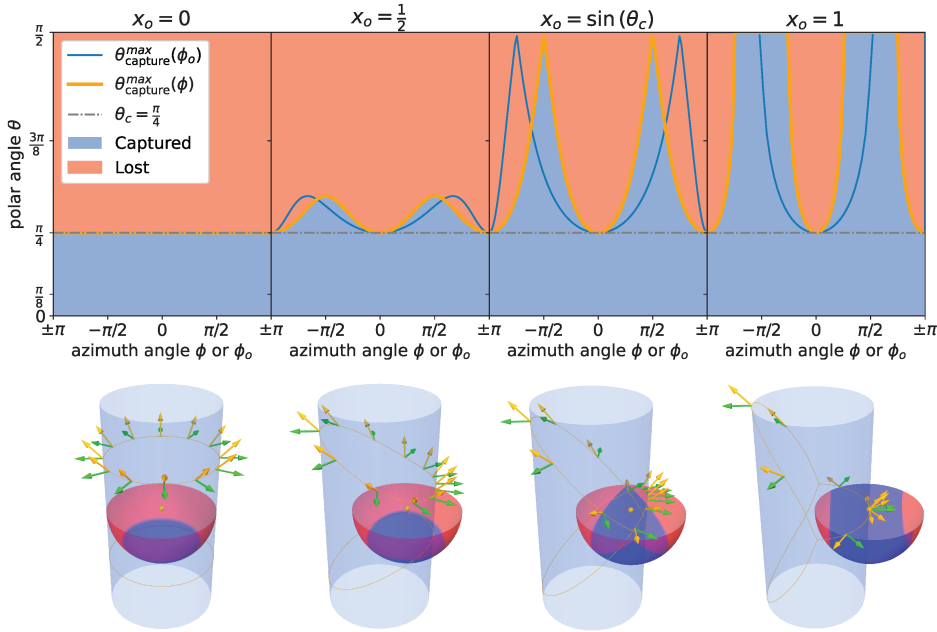 x_o = 0
x_o = 1/2
x_o = sin (θ_c)
x_o = 1
π/2
3π/8
π/4
π/8
0
polar angle θ
θ^max_capture(φ_o)
θ^max_capture(φ)
θ_c = π/4
Captured
Lost
±π −π/2 0 π/2 ±π −π/2 0 π/2 ±π −π/2 0 π/2 ±π −π/2 0 π/2 ±π
azimuth angle φ or φ_o azimuth angle φ or φ_o azimuth angle φ or φ_o azimuth angle φ or φ_o